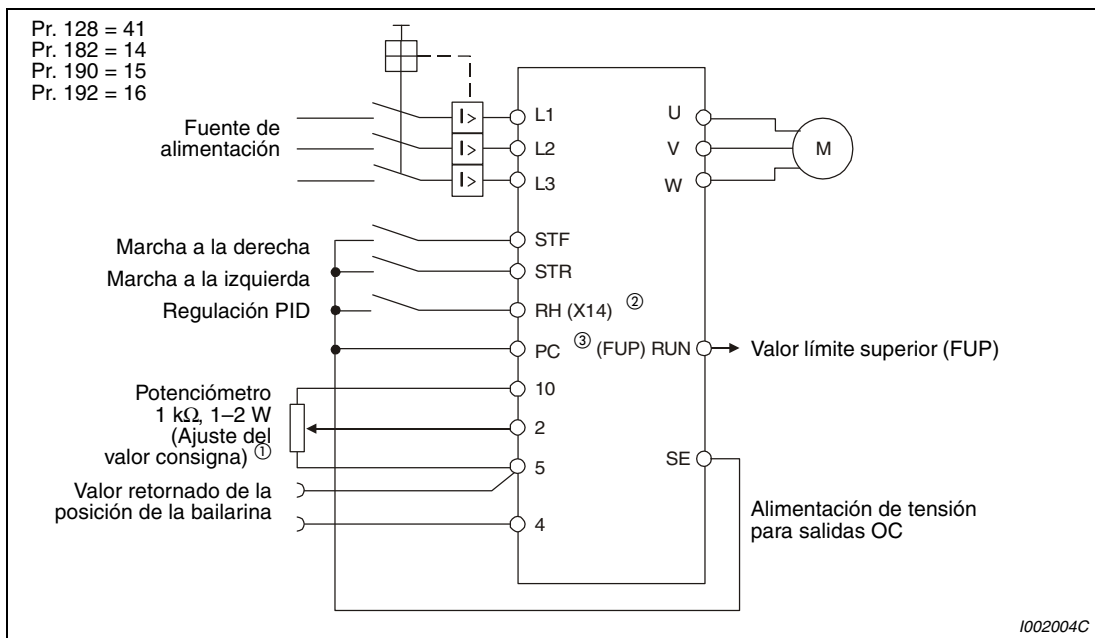 Pr. 128 = 41
Pr. 182 = 14
Pr. 190 = 15
Pr. 192 = 16
Fuente de
alimentación
I>
I>
I>
L1
L2
L3
U
V
W
M
Marcha a la derecha
STF
Marcha a la izquierda
STR
Regulación PID
RH (X14) ②
PC
③ (FUP) RUN
Valor límite superior (FUP)
Potenciómetro
1 kΩ, 1–2 W
(Ajuste del
valor consigna) ①
10
2
5
Valor retornado de la
posición de la bailarina
4
SE
Alimentación de tensión
para salidas OC
I002004C